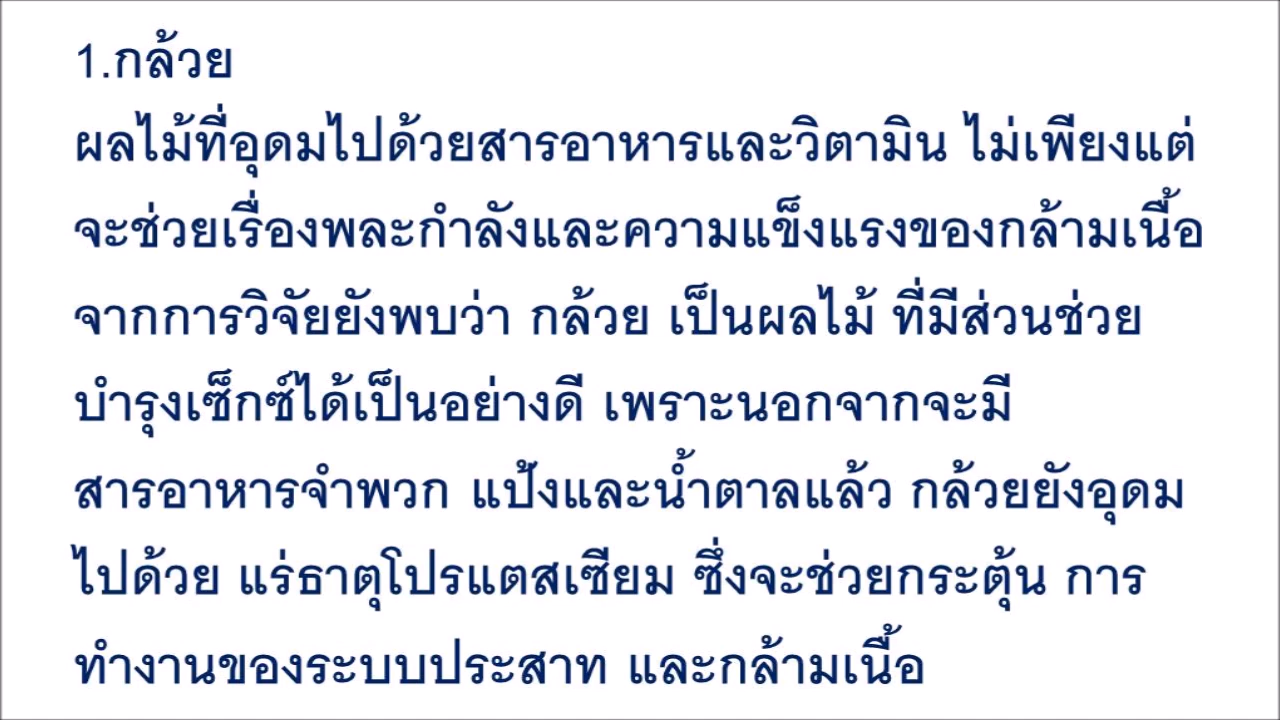 1.กล้วย
ผลไม้ที่อุดมไปด้วยสารอาหารและวิตามิน ไม่เพียงแต่
จะช่วยเรื่องพละกำลังและความแข็งแรงของกล้ามเนื้อ
จากการวิจัยยังพบว่า กล้วย เป็นผลไม้ ที่มีส่วนช่วย
บำรุงเซ็กซ์ได้เป็นอย่างดี เพราะนอกจากจะมี
สารอาหารจำพวก แป้งและน้ำตาลแล้ว กล้วยยังอุดม
ไปด้วย แร่ธาตุโปรแตสเซียม ซึ่งจะช่วยกระตุ้น การ
ทำงานของระบบประสาท และกล้ามเนื้อ